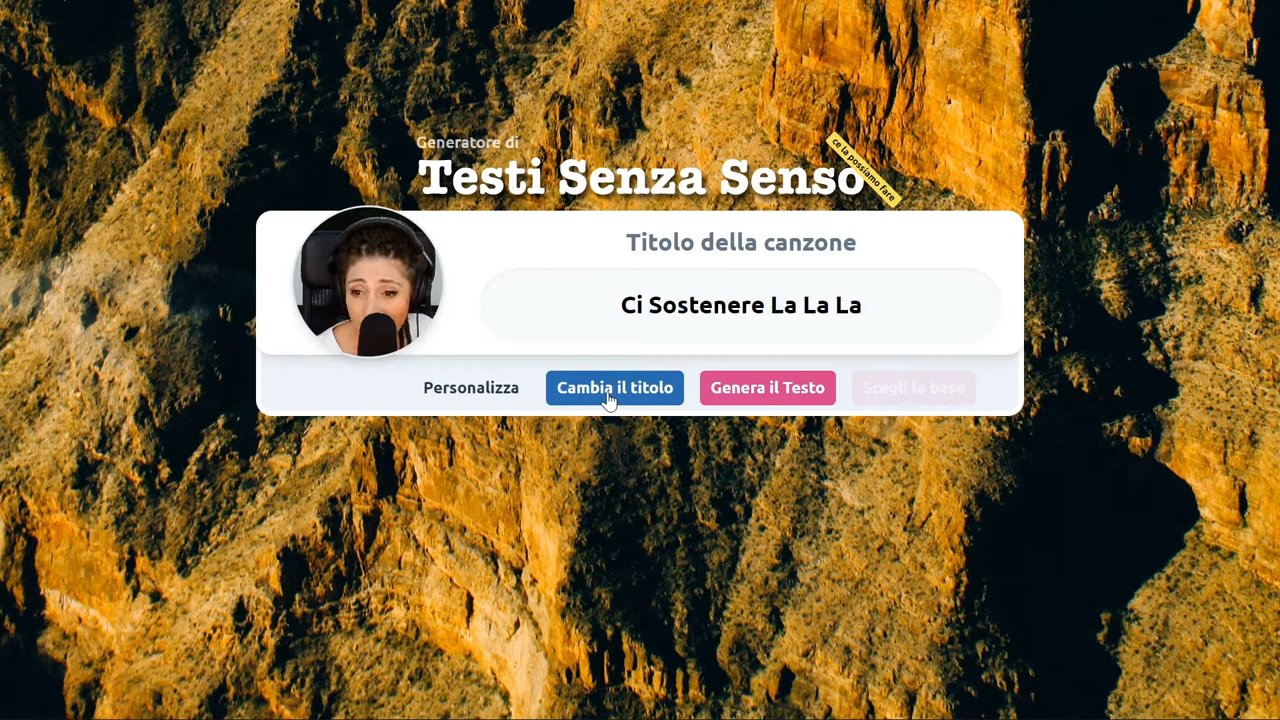 Generatore di
Testi Senza Senso
ce la possiamo fare
Titolo della canzone
Ci Sostenere La La La
Personalizza
Cambia il titolo
Genera il Testo
Scegli la base